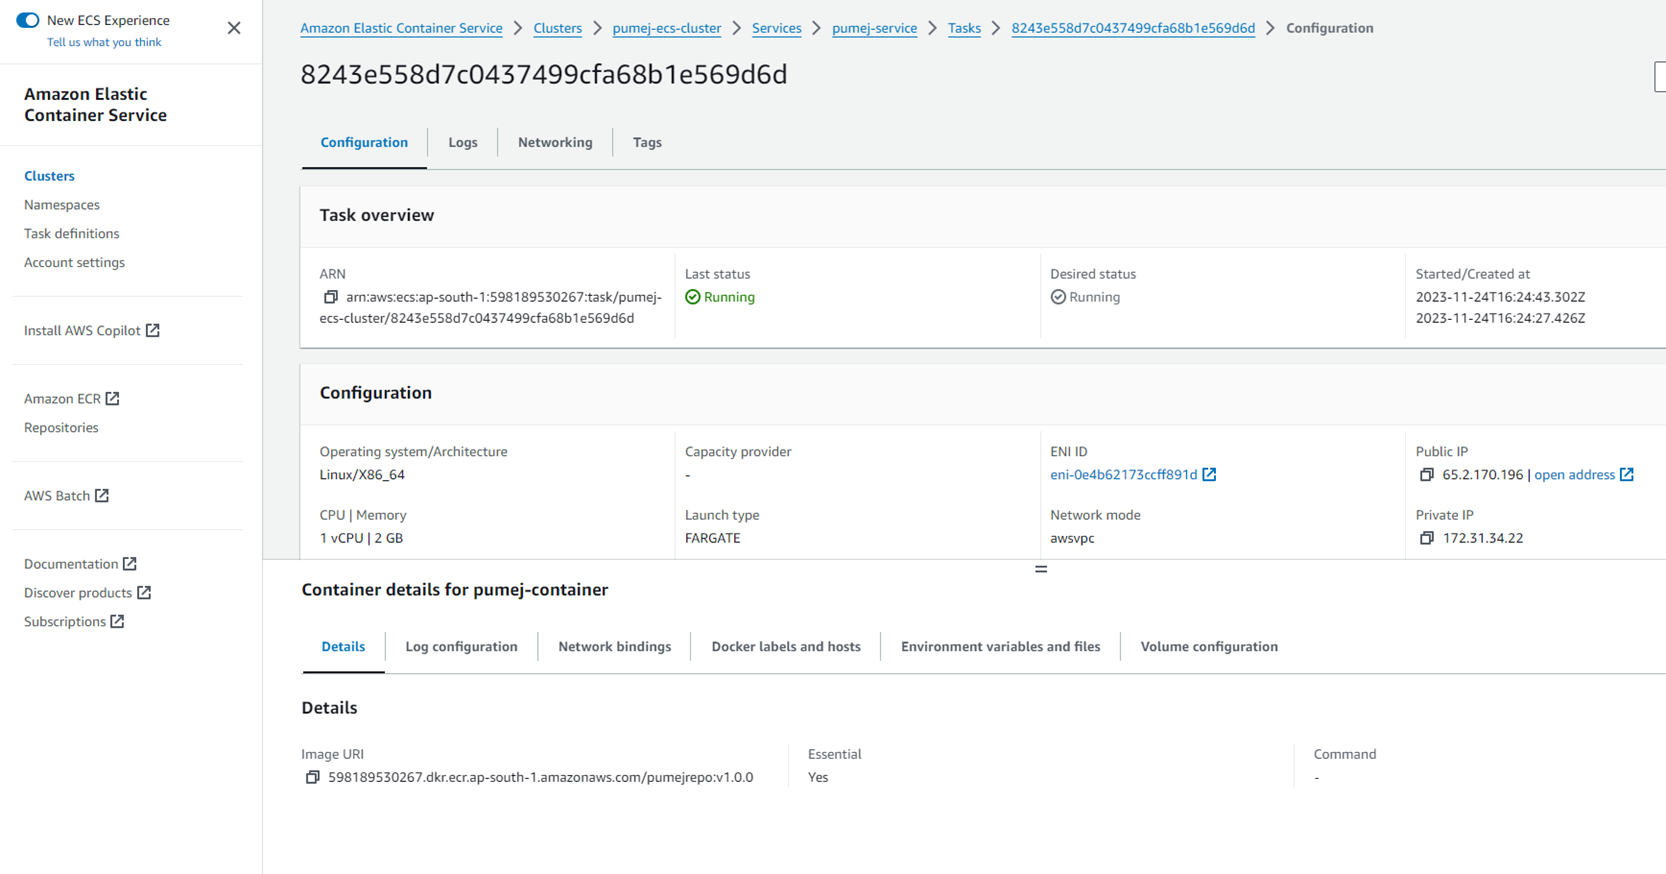 New ECS Experience
Tell us what you think
Amazon Elastic
Container Service
Clusters
Namespaces
Task definitions
Account settings
Install AWS Copilot
Amazon ECR
Repositories
AWS Batch
Documentation
Discover products
Subscriptions
Amazon Elastic Container Service > Clusters > pumej-ecs-cluster > Services > pumej-service > Tasks > 8243e558d7c0437499cfa68b1e569d6d > Configuration
8243e558d7c0437499cfa68b1e569d6d
Configuration Logs Networking Tags
Task overview
ARN
arn:aws:ecs:ap-south-1:598189530267:task/pumej-
ecs-cluster/8243e558d7c0437499cfa68b1e569d6d
Last status
Running
Desired status
Running
Started/Created at
2023-11-24T16:24:43.302Z
2023-11-24T16:24:27.426Z
Configuration
Operating system/Architecture
Linux/X86_64
CPU | Memory
1 vCPU | 2 GB
Capacity provider
-
Launch type
FARGATE
ENI ID
eni-0e4b62173ccff891d
Network mode
awsvpc
Public IP
65.2.170.196 | open address
Private IP
172.31.34.22
Container details for pumej-container
Details Log configuration Network bindings Docker labels and hosts Environment variables and files Volume configuration
Details
Image URI
598189530267.dkr.ecr.ap-south-1.amazonaws.com/pumejrepo:v1.0.0
Essential
Yes
Command
-